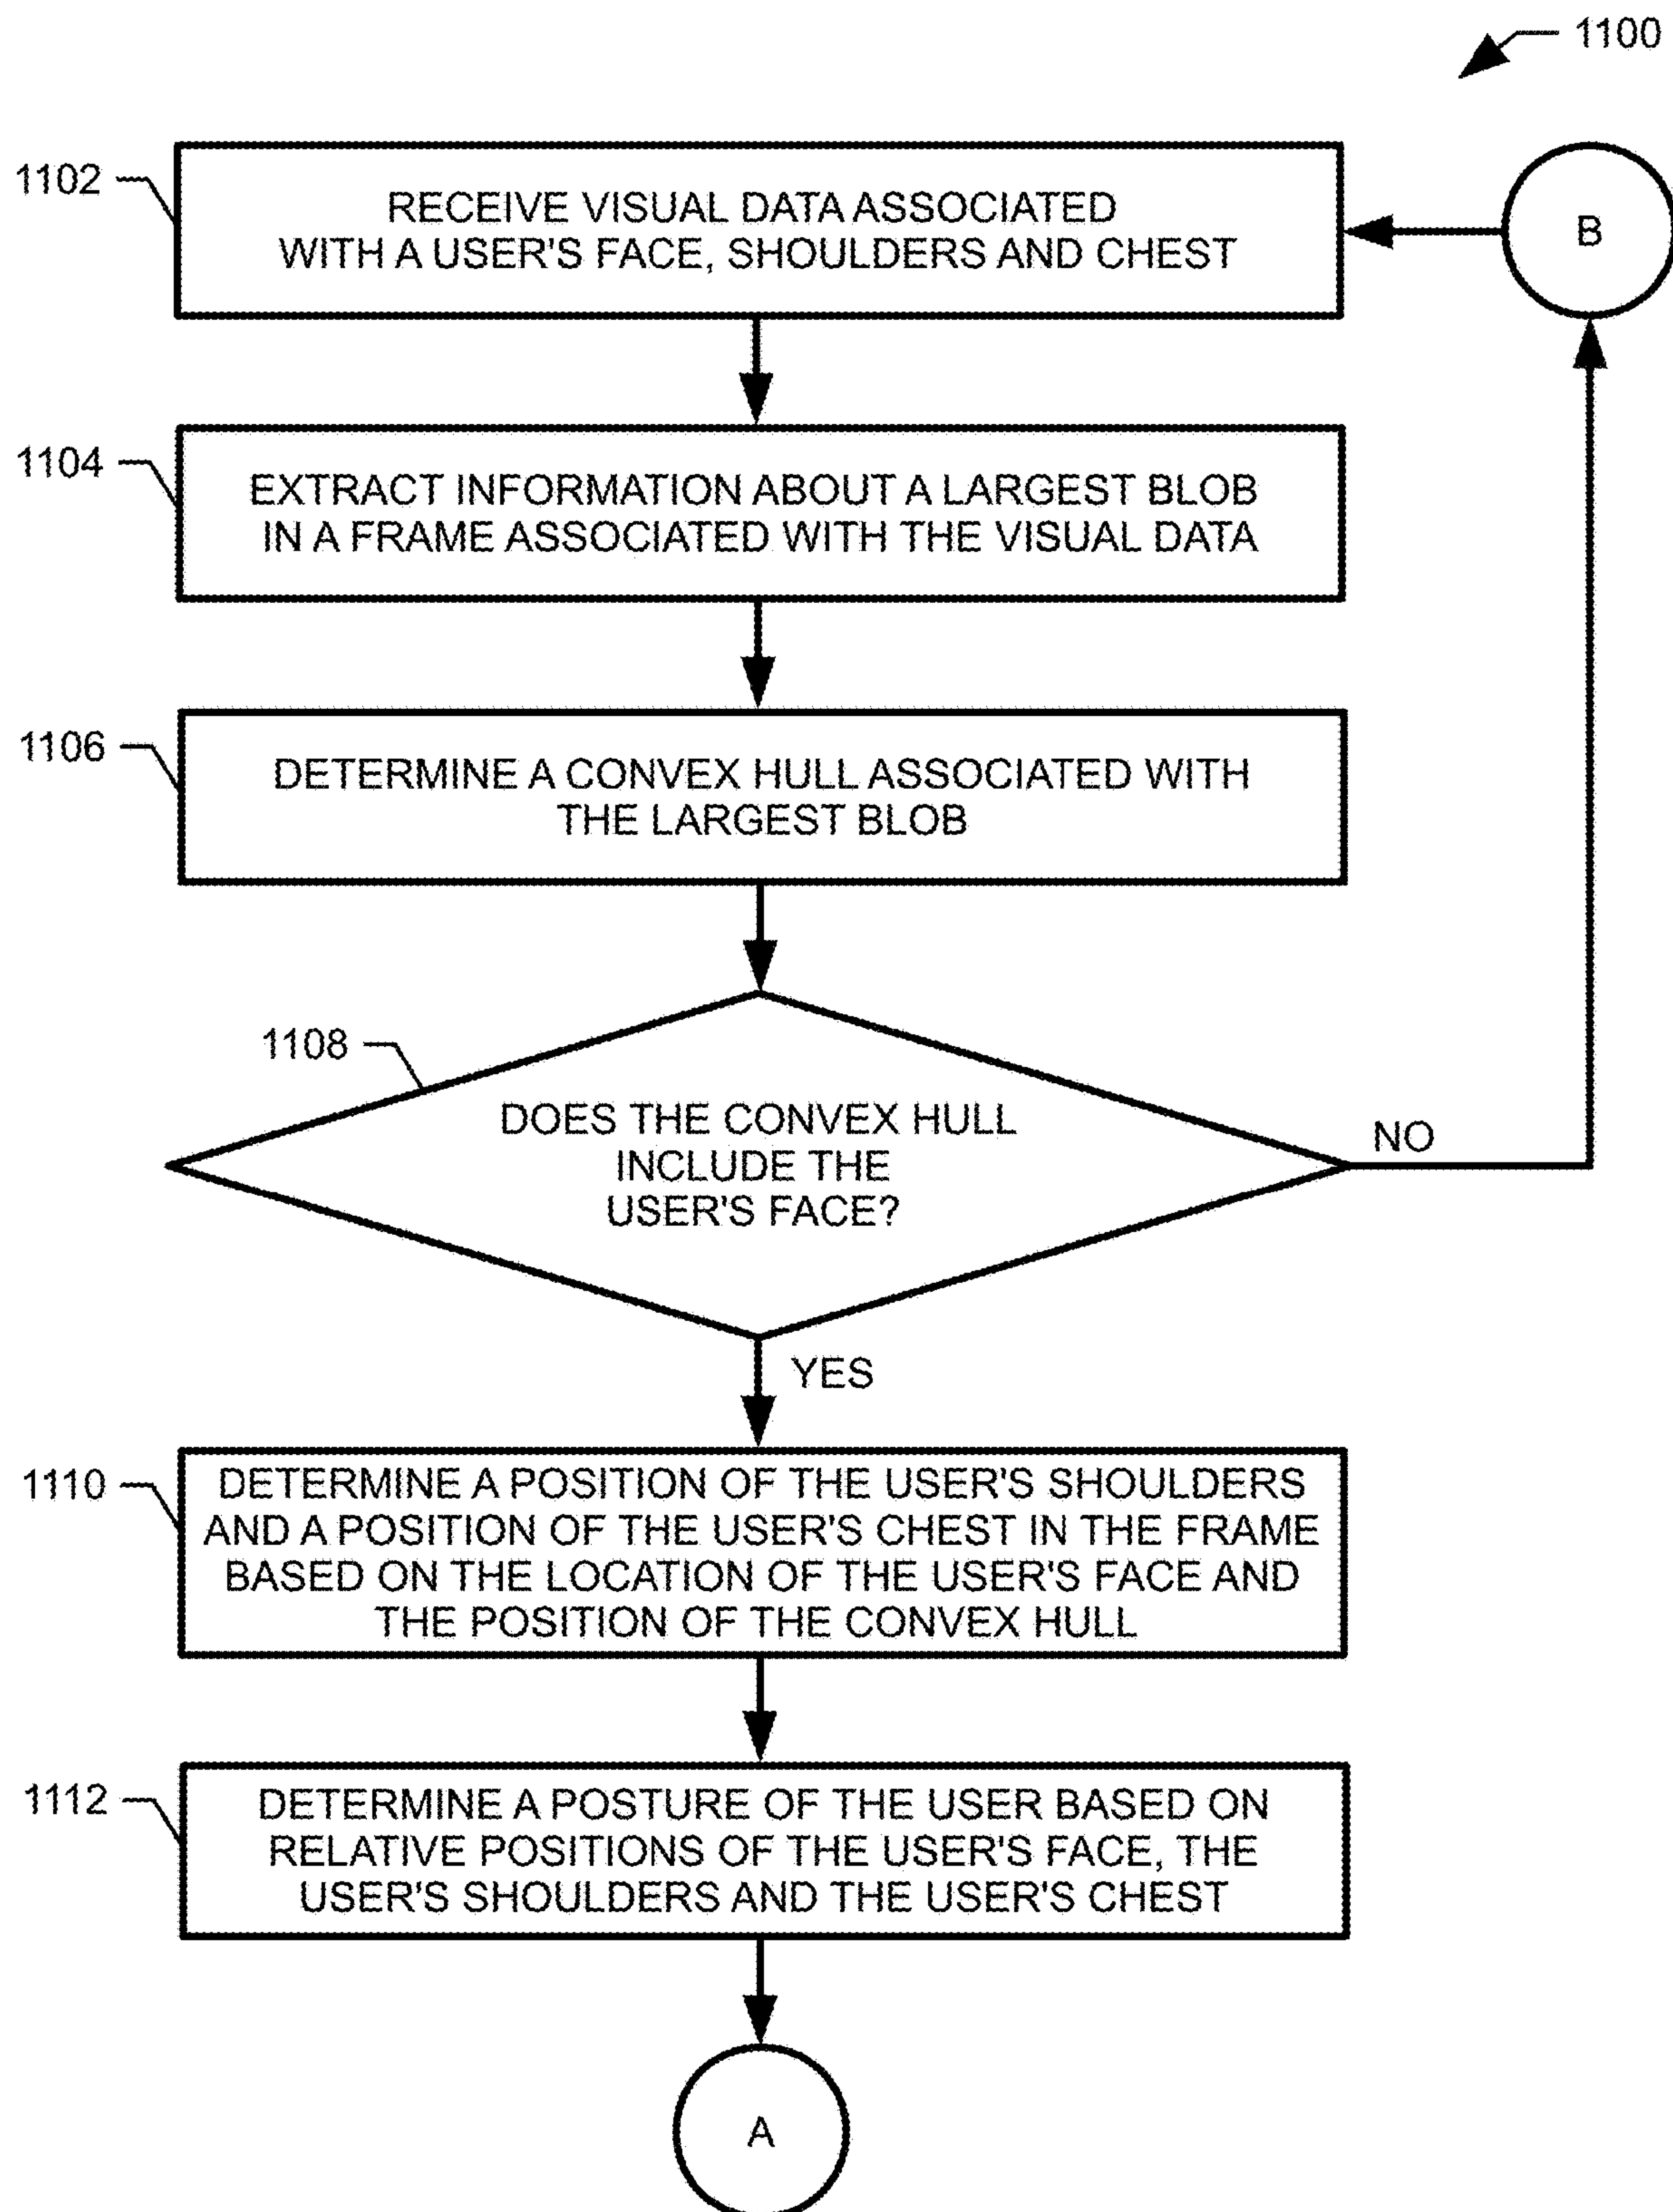 1100
1102
RECEIVE VISUAL DATA ASSOCIATED
WITH A USER'S FACE, SHOULDERS AND CHEST
B
1104
EXTRACT INFORMATION ABOUT A LARGEST BLOB
IN A FRAME ASSOCIATED WITH THE VISUAL DATA
1106
DETERMINE A CONVEX HULL ASSOCIATED WITH
THE LARGEST BLOB
1108
DOES THE CONVEX HULL
INCLUDE THE
USER'S FACE?
NO
YES
1110
DETERMINE A POSITION OF THE USER'S SHOULDERS
AND A POSITION OF THE USER'S CHEST IN THE FRAME
BASED ON THE LOCATION OF THE USER'S FACE AND
THE POSITION OF THE CONVEX HULL
1112
DETERMINE A POSTURE OF THE USER BASED ON
RELATIVE POSITIONS OF THE USER'S FACE, THE
USER'S SHOULDERS AND THE USER'S CHEST
A